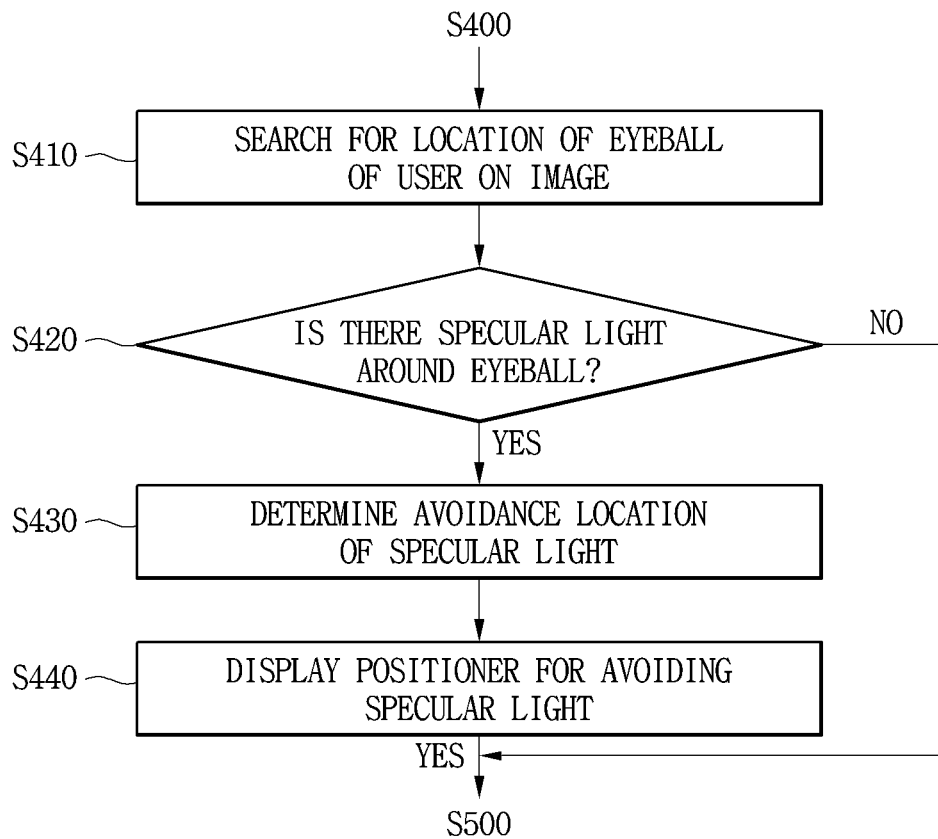 S400
S410
SEARCH FOR LOCATION OF EYEBALL
OF USER ON IMAGE
S420
IS THERE SPECULAR LIGHT
AROUND EYEBALL?
NO
YES
S430
DETERMINE AVOIDANCE LOCATION
OF SPECULAR LIGHT
S440
DISPLAY POSITIONER FOR AVOIDING
SPECULAR LIGHT
YES
S500